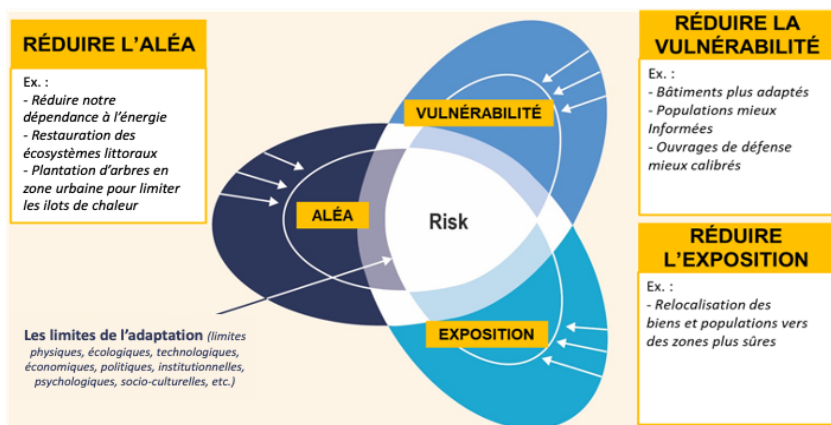 RÉDUIRE L'ALÉA
Ex. :
- Réduire notre
dépendance à l'énergie
- Restauration des
écosystèmes littoraux
- Plantation d'arbres en
zone urbaine pour limiter
les ilots de chaleur
VULNÉRABILITÉ
ALÉA
Risk
EXPOSITION
Les limites de l'adaptation (limites
physiques, écologiques, technologiques,
économiques, politiques, institutionnelles,
psychologiques, socio-culturelles, etc.)
RÉDUIRE LA
VULNÉRABILITÉ
Ex. :
- Bâtiments plus adaptés
- Populations mieux
Informées
- Ouvrages de défense
mieux calibrés
RÉDUIRE
L'EXPOSITION
Ex. :
- Relocalisation des
biens et populations vers
des zones plus sûres